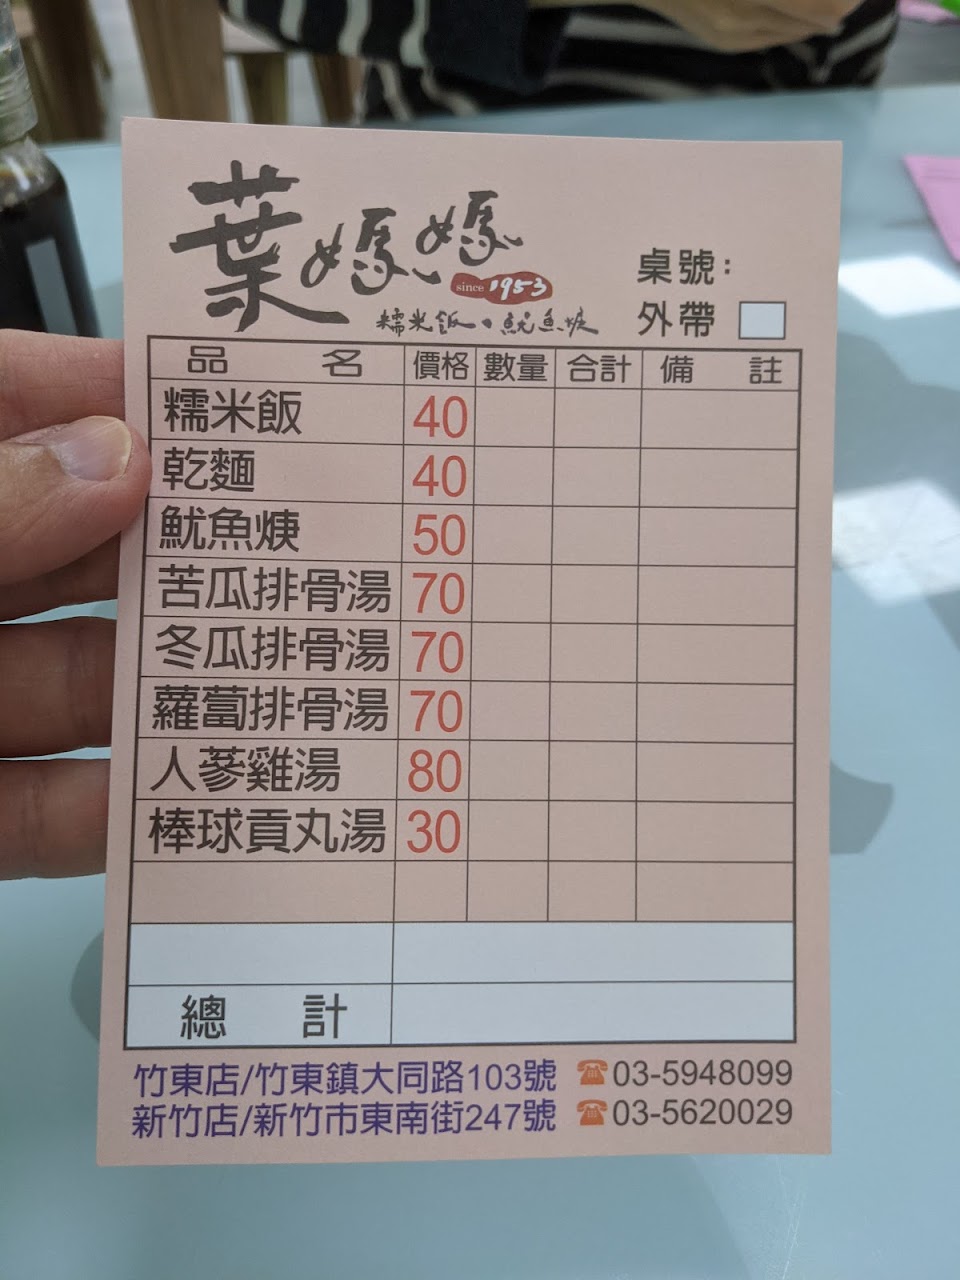 葉媽媽
since 1953
糯米飯・魷魚焿
桌號：
外帶
品名 價格 數量 合計 備註
糯米飯 40
乾麵 40
魷魚焿 50
苦瓜排骨湯 70
冬瓜排骨湯 70
蘿蔔排骨湯 70
人蔘雞湯 80
棒球貢丸湯 30
總計
竹東店/竹東鎮大同路103號 ☎03-5948099
新竹店/新竹市東南街247號 ☎03-5620029